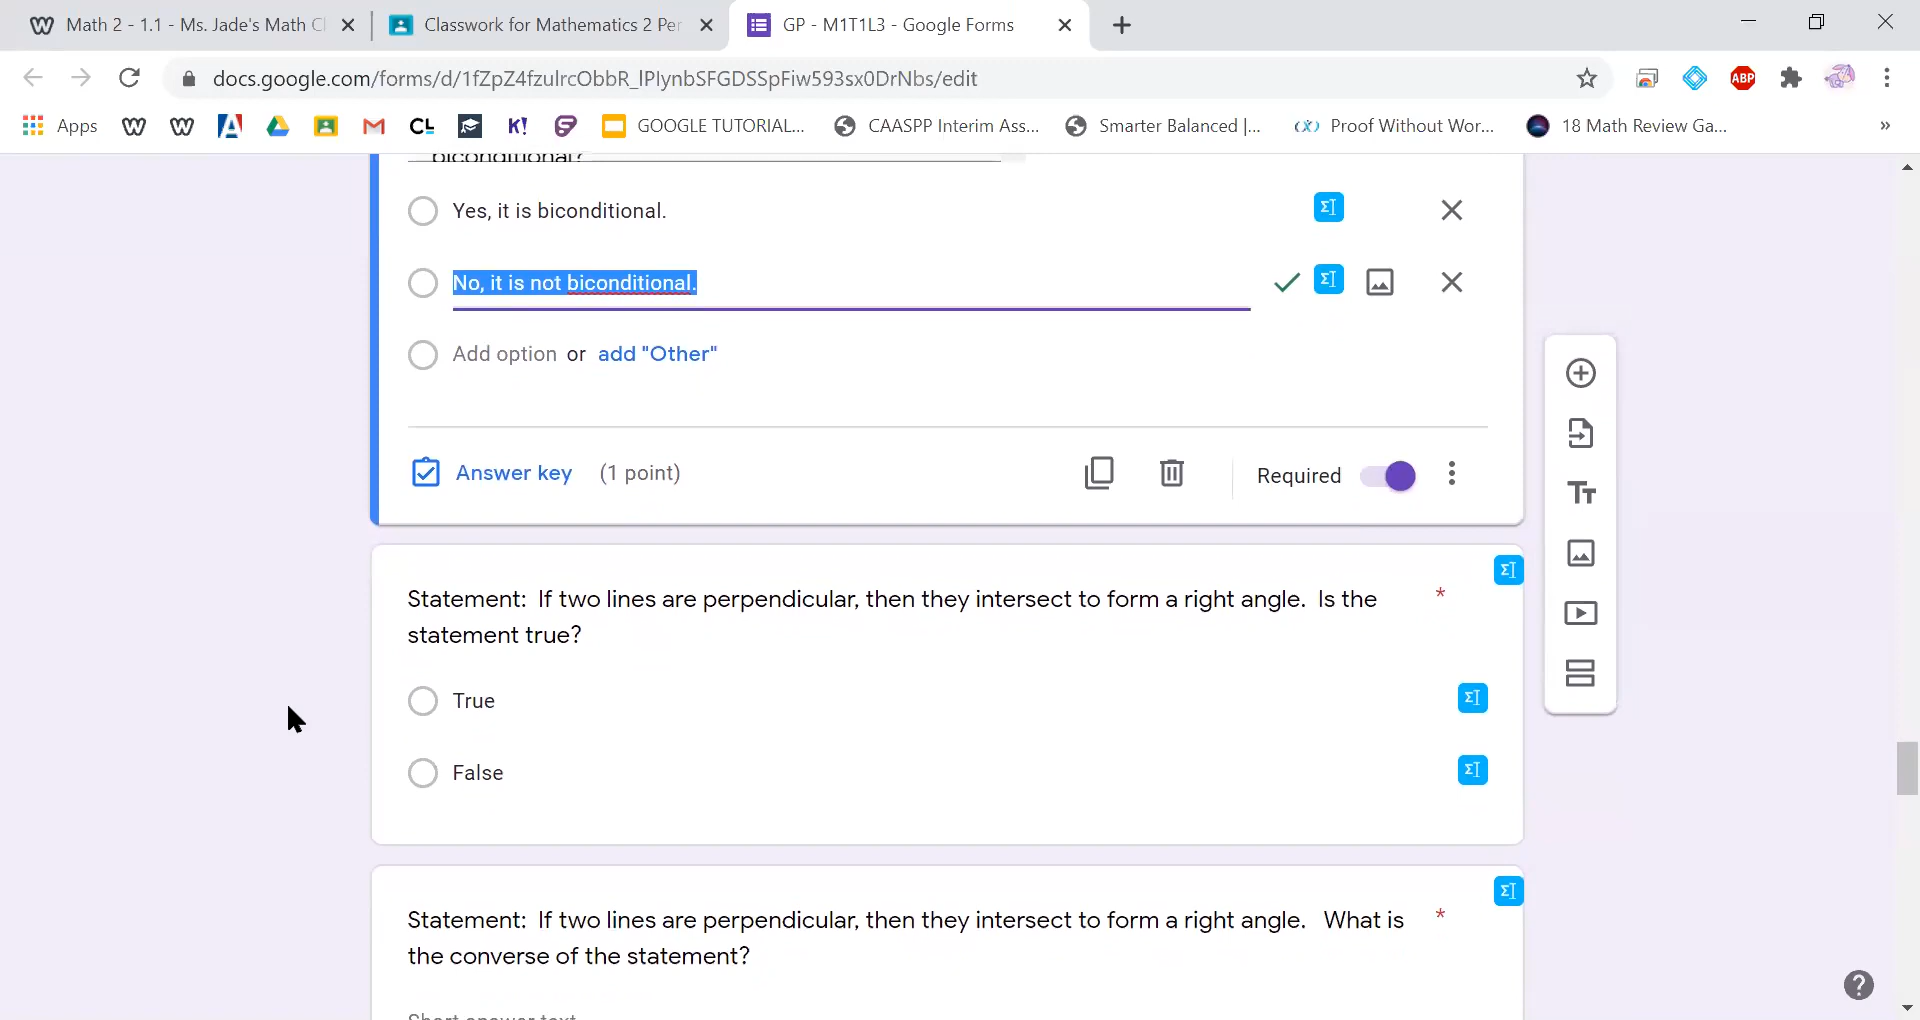 Math 2 - 1.1 - Ms. Jade's Math Cl
Classwork for Mathematics 2 Per
GP - M1T1L3 - Google Forms
docs.google.com/forms/d/1fZpZ4fzulrcObbR_lPlynbSFGDSSpFiw593sx0DrNbs/edit
ABP
Apps
CL
K!
GOOGLE TUTORIAL...
CAASPP Interim Ass...
Smarter Balanced |...
Proof Without Wor...
18 Math Review Ga...
biconditional?
Yes, it is biconditional.
No, it is not biconditional.
Add option or add "Other"
Answer key (1 point)
Required
Statement: If two lines are perpendicular, then they intersect to form a right angle. Is the *
statement true?
True
False
Statement: If two lines are perpendicular, then they intersect to form a right angle. What is *
the converse of the statement?
Short answer text